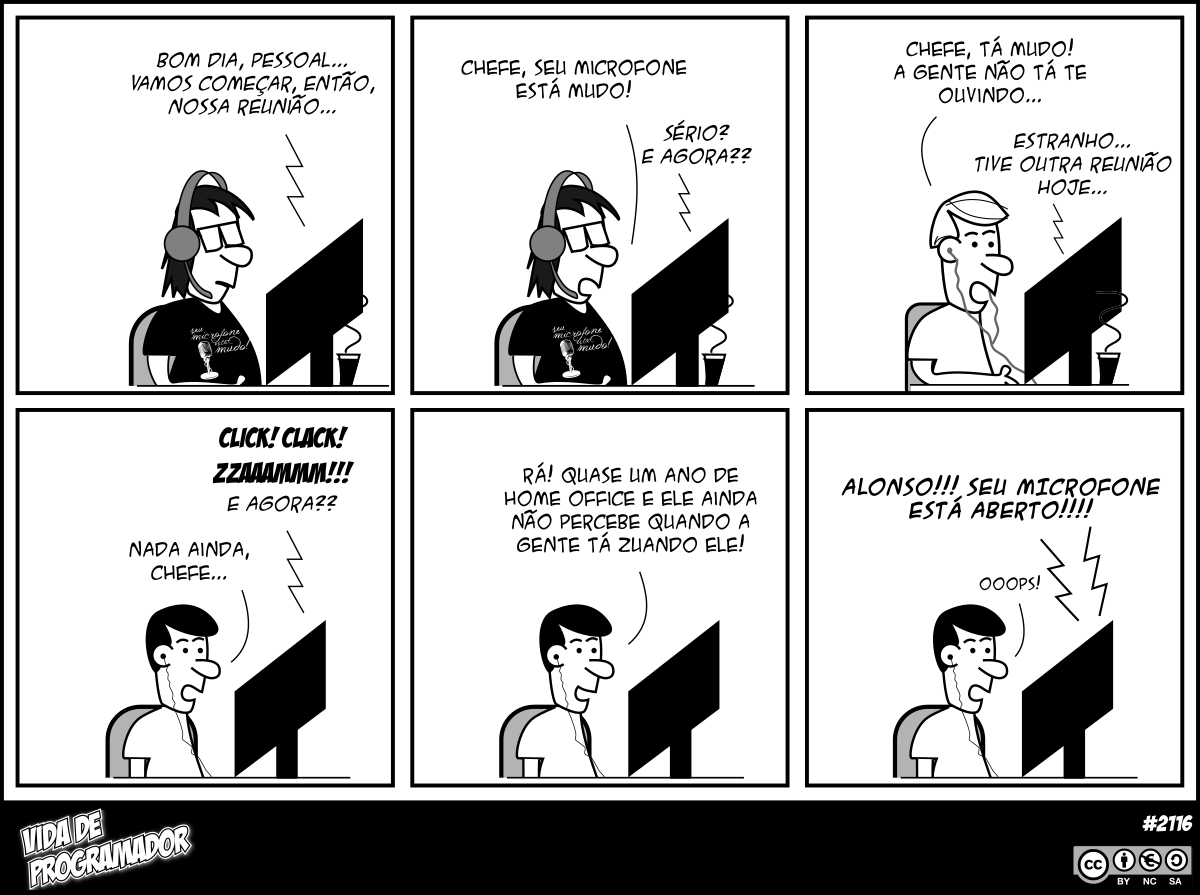 BOM DIA, PESSOAL...
VAMOS COMEÇAR, ENTÃO,
NOSSA REUNIÃO...
seu
microfone
está
mudo!
CHEFE, SEU MICROFONE
ESTÁ MUDO!
SÉRIO?
E AGORA??
seu
microfone
está
mudo!
CHEFE, TÁ MUDO!
A GENTE NÃO TÁ TE
OUVINDO...
ESTRANHO...
TIVE OUTRA REUNIÃO
HOJE...
CLICK! CLACK!
ZZAAAMMM!!!
E AGORA??
NADA AINDA,
CHEFE...
RÁ! QUASE UM ANO DE
HOME OFFICE E ELE AINDA
NÃO PERCEBE QUANDO A
GENTE TÁ ZUANDO ELE!
ALONSO!!! SEU MICROFONE
ESTÁ ABERTO!!!!
OOOPS!
VIDA DE
PROGRAMADOR
#2116
cc
BY NC SA